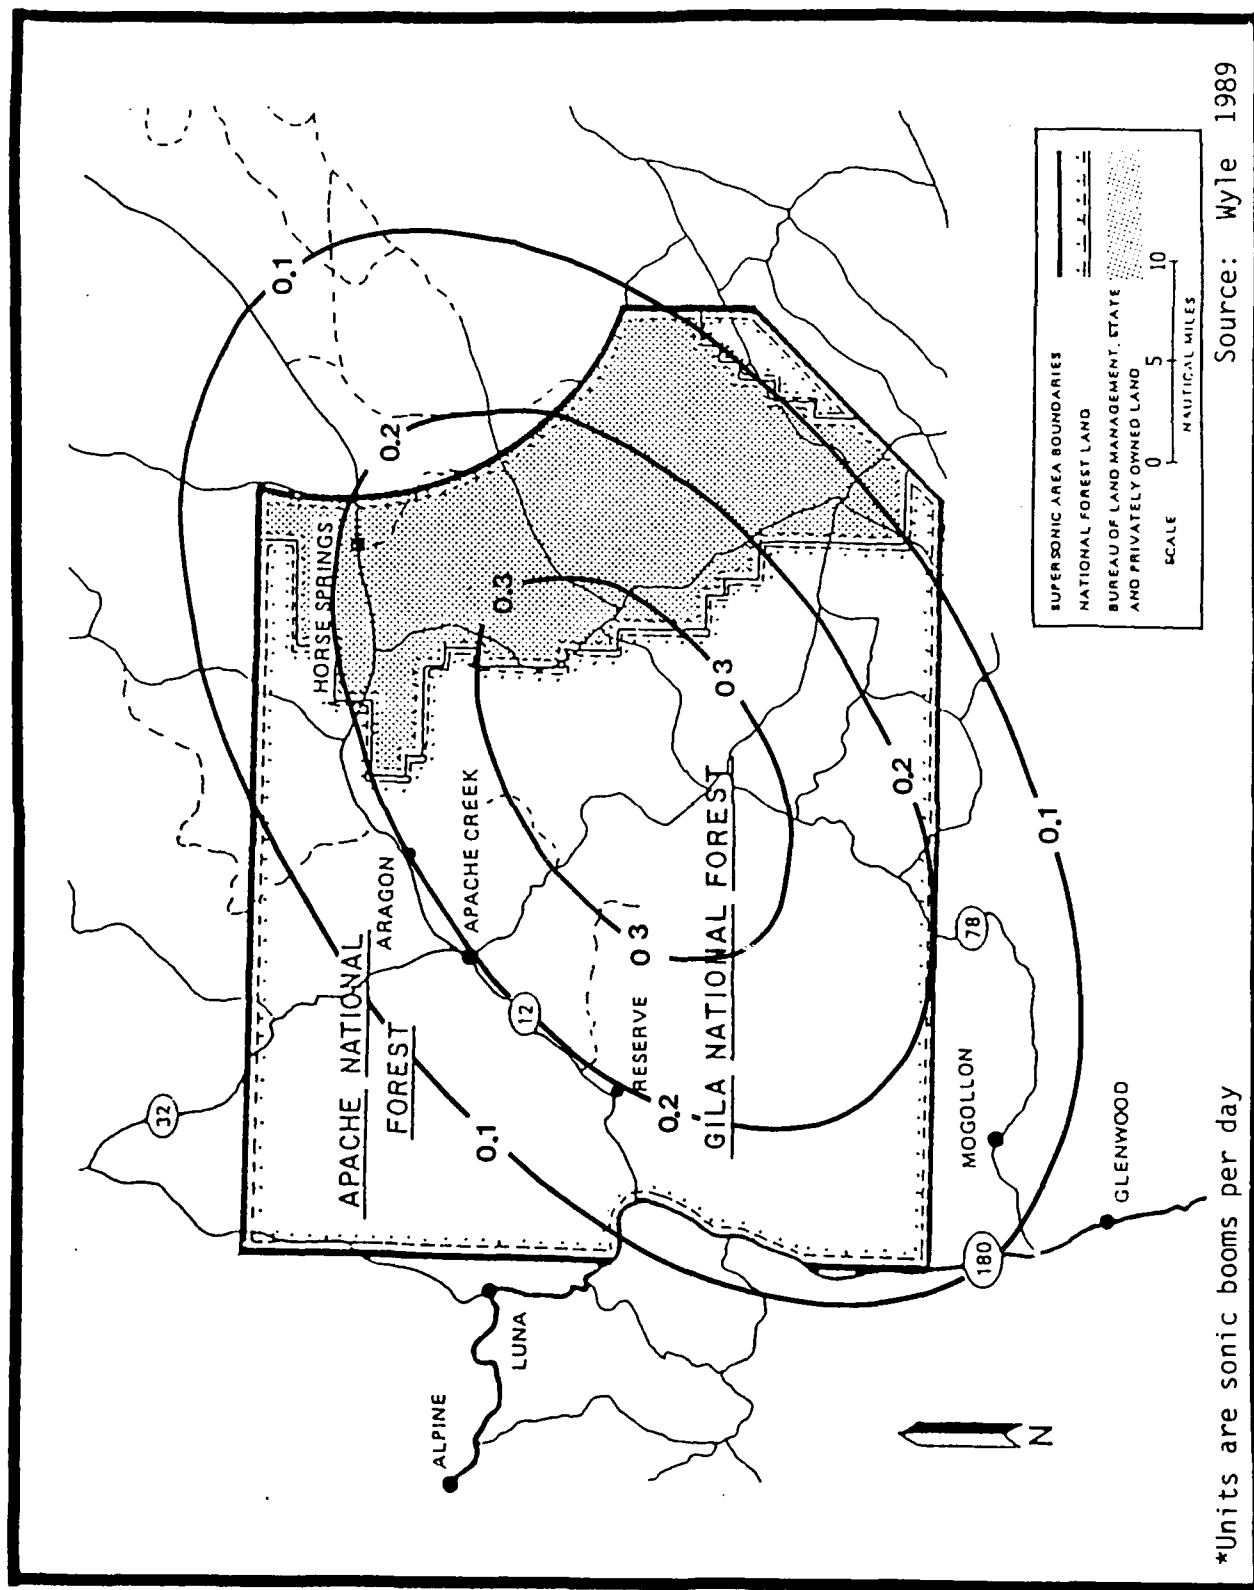 32
HORSE SPRINGS
0.1
0.2
APACHE NATIONAL
FOREST
ARAGON
APACHE CREEK
0.3
0.1
12
0 3
0 3
ALPINE
LUNA
RESERVE
0.2
GILA NATIONAL FOREST
0.2
MOGOLLON
78
0.1
180
GLENWOOD
N
SUPERSONIC AREA BOUNDARIES
NATIONAL FOREST LAND
BUREAU OF LAND MANAGEMENT, STATE
AND PRIVATELY OWNED LAND
SCALE
0 5 10
NAUTICAL MILES
*Units are sonic booms per day
Source: Wyle 1989